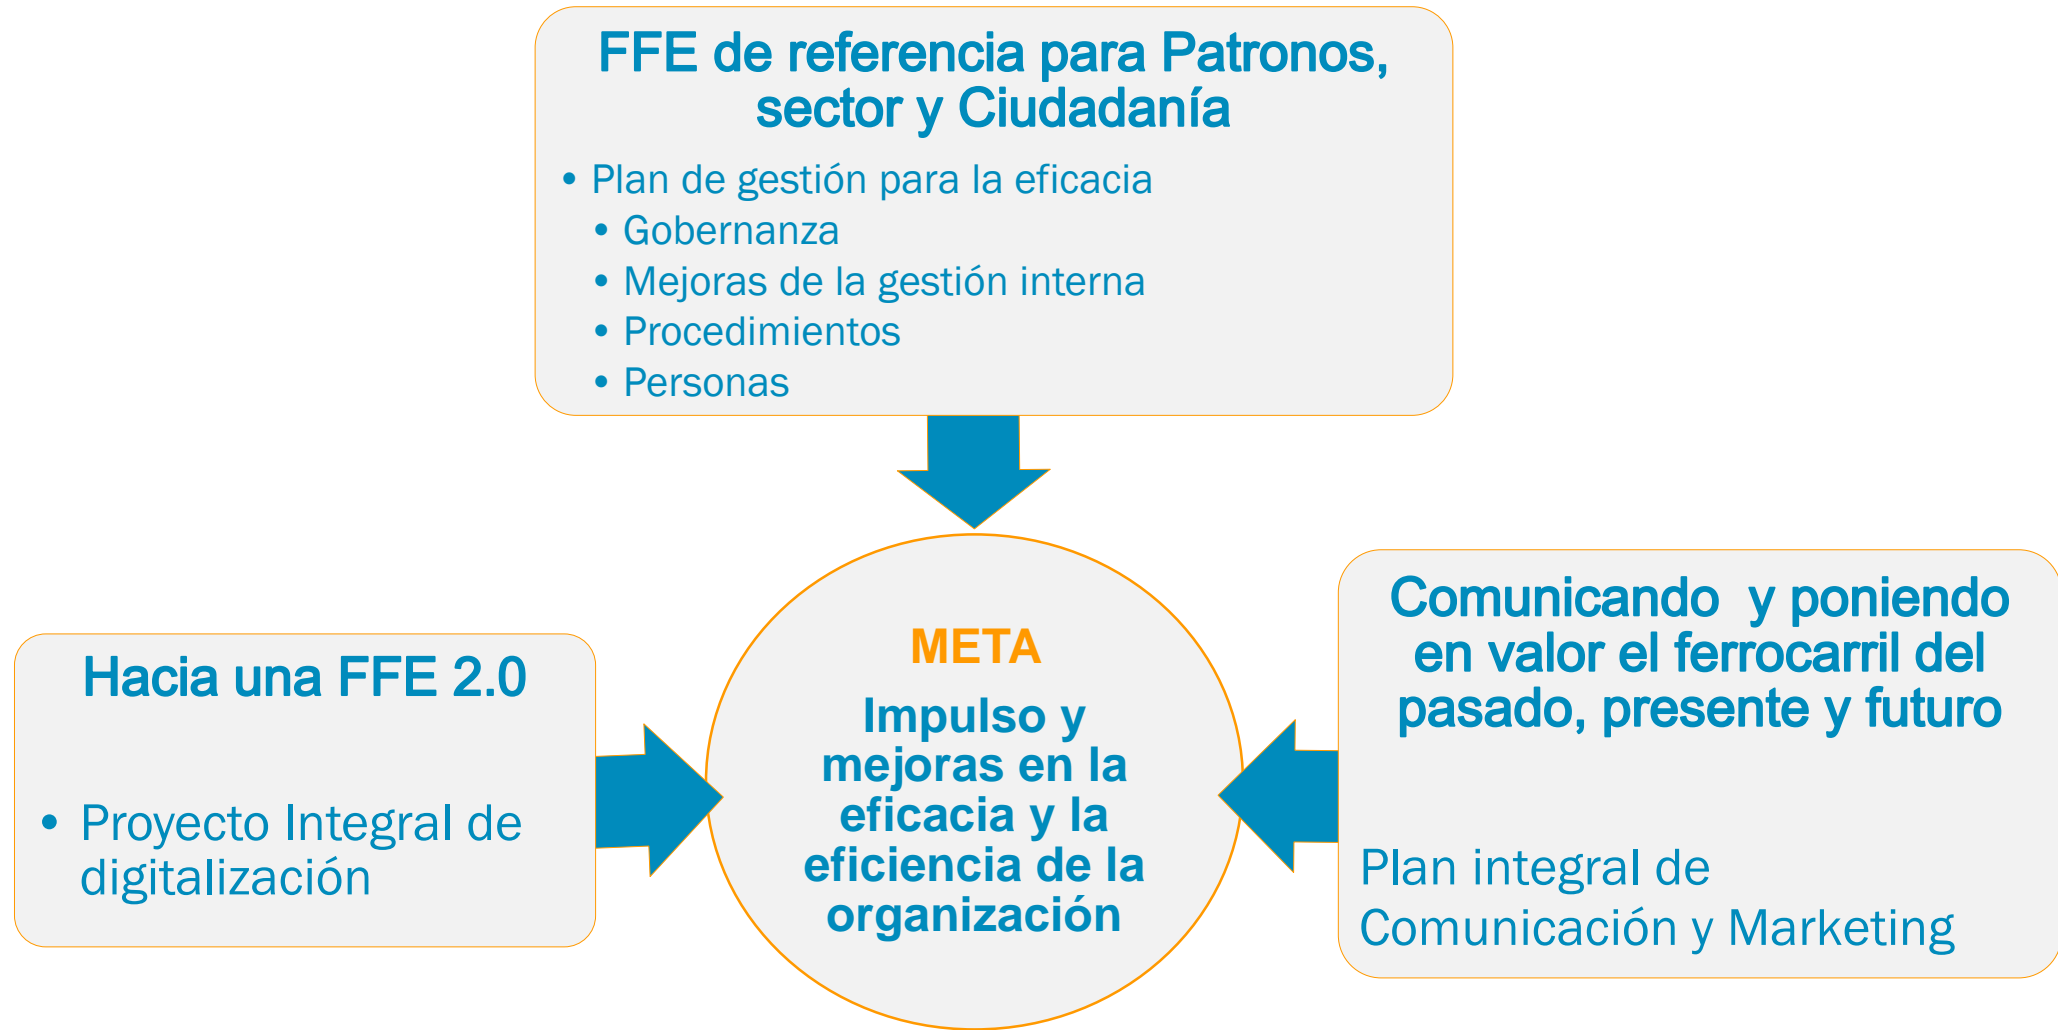 FFE de referencia para Patronos,
sector y Ciudadanía
• Plan de gestión para la eficacia
• Gobernanza
• Mejoras de la gestión interna
• Procedimientos
• Personas
Hacia una FFE 2.0
• Proyecto Integral de
digitalización
META
Impulso y
mejoras en la
eficacia y la
eficiencia de la
organización
Comunicando y poniendo
en valor el ferrocarril del
pasado, presente y futuro
Plan integral de
Comunicación y Marketing